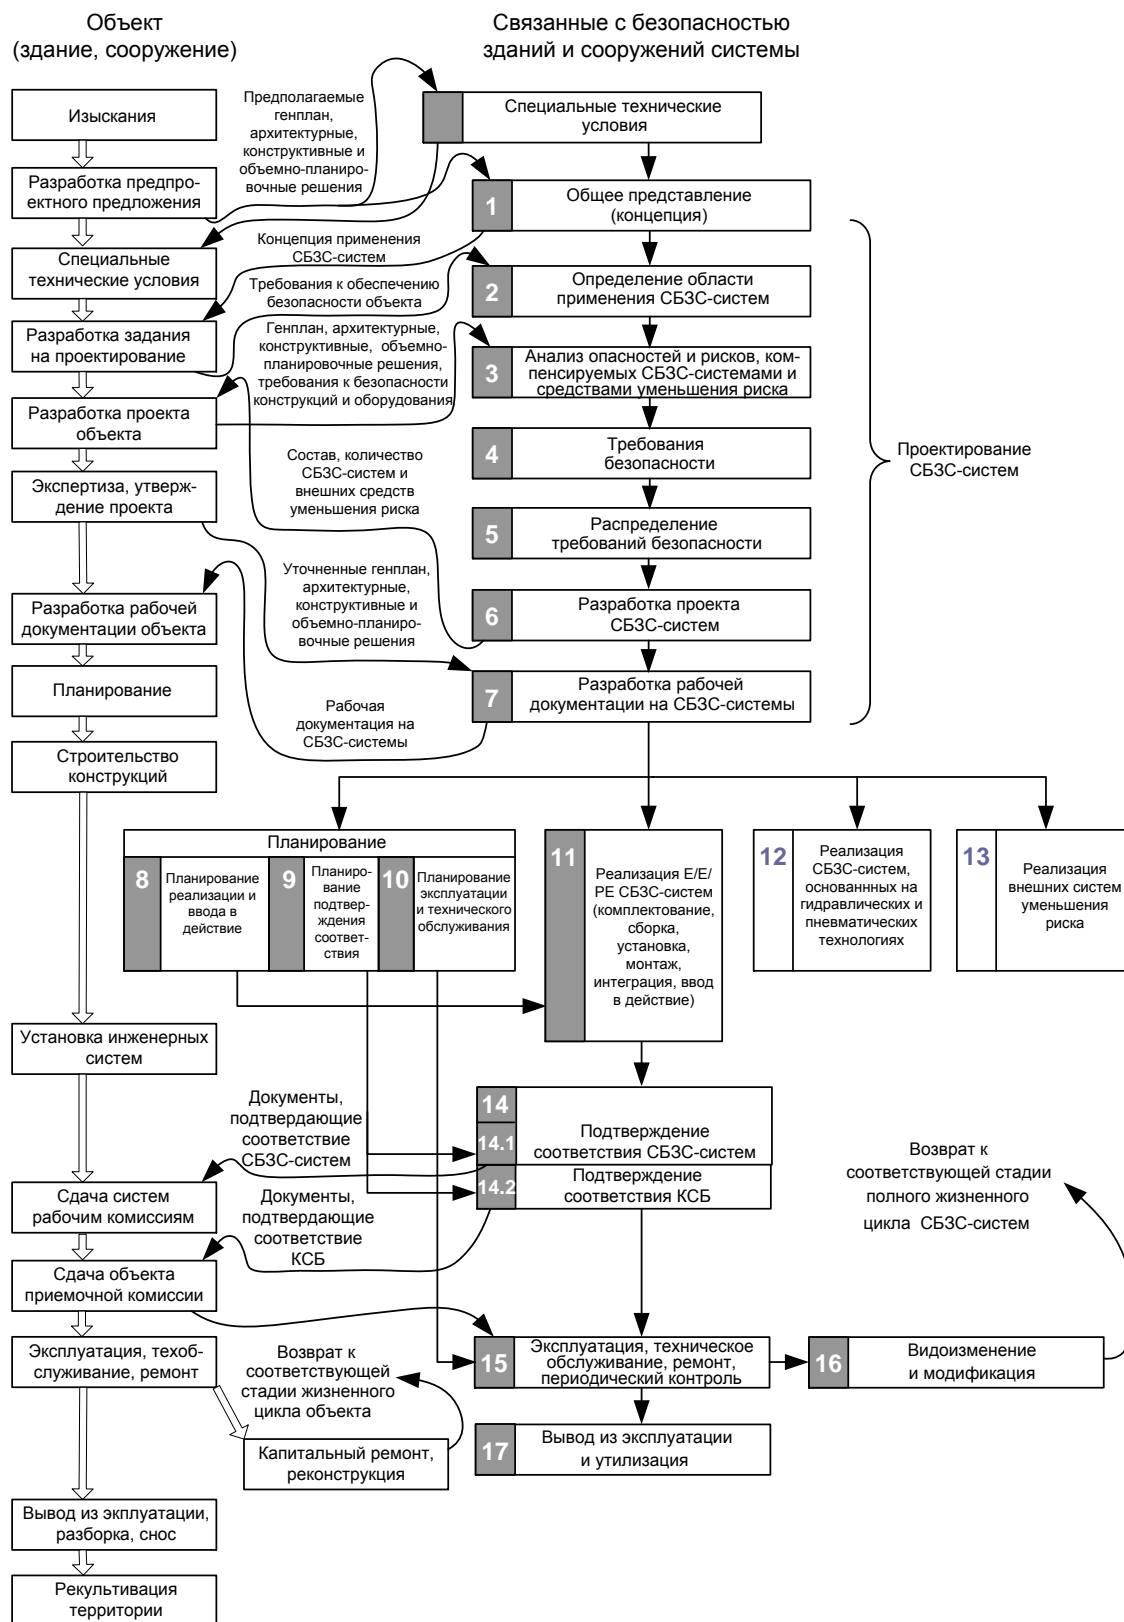 Объект
(здание, сооружение)
Связанные с безопасностью
зданий и сооружений системы
Изыскания
Разработка предпро-
ектного предложения
Специальные
технические условия
Разработка задания
на проектирование
Разработка проекта
объекта
Экспертиза, утверж-
дение проекта
Разработка рабочей
документации объекта
Планирование
Строительство
конструкций
Установка инженерных
систем
Сдача систем
рабочим комиссиям
Сдача объекта
приемочной комиссии
Эксплуатация, техоб-
служивание, ремонт
Вывод из экплуатации,
разборка, снос
Рекультивация
территории
Капитальный ремонт,
реконструкция
Возврат к
соответствующей
стадии жизненного
цикла объекта
Предполагаемые
генплан,
архитектурные,
конструктивные и
объемно-планиро-
вочные решения
Концепция применения
СБЗС-систем
Требования к обеспечению
безопасности объекта
Генплан, архитектурные,
конструктивные, объемно-
планировочные решения,
требования к безопасности
конструкций и оборудования
Состав, количество
СБЗС-систем и
внешних средств
уменьшения риска
Уточненные генплан,
архитектурные,
конструктивные и
объемно-планиро-
вочные решения
Рабочая
документация на
СБЗС-системы
Специальные технические
условия
1
Общее представление
(концепция)
2
Определение области
применения СБЗС-систем
3
Анализ опасностей и рисков, ком-
пенсируемых СБЗС-системами и
средствами уменьшения риска
4
Требования
безопасности
5
Распределение
требований безопасности
6
Разработка проекта
СБЗС-систем
7
Разработка рабочей
документации на СБЗС-системы
Проектирование
СБЗС-систем
Планирование
8
Планирование
реализации и
ввода в
действие
9
Планиро-
вание
подтвер-
ждения
соответ-
ствия
10
Планирование
эксплуатации
и технического
обслуживания
11
Реализация E/E/
PE СБЗС-систем
(комплектование,
сборка,
установка,
монтаж,
интеграция, ввод
в действие)
12
Реализация
СБЗС-систем,
основаннных на
гидравлических и
пневматических
технологиях
13
Реализация
внешних систем
уменьшения
риска
Документы,
подтвердающие
соответствие
СБЗС-систем
Документы,
подтвердающие
соответствие
КСБ
14
14.1
Подтверждение
соответствия СБЗС-систем
14.2
Подтверждение
соответствия КСБ
Возврат к
соответствующей стадии
полного жизненного
цикла СБЗС-систем
15
Эксплуатация, техническое
обслуживание, ремонт,
периодический контроль
16
Видоизменение
и модификация
17
Вывод из эксплуатации
и утилизация